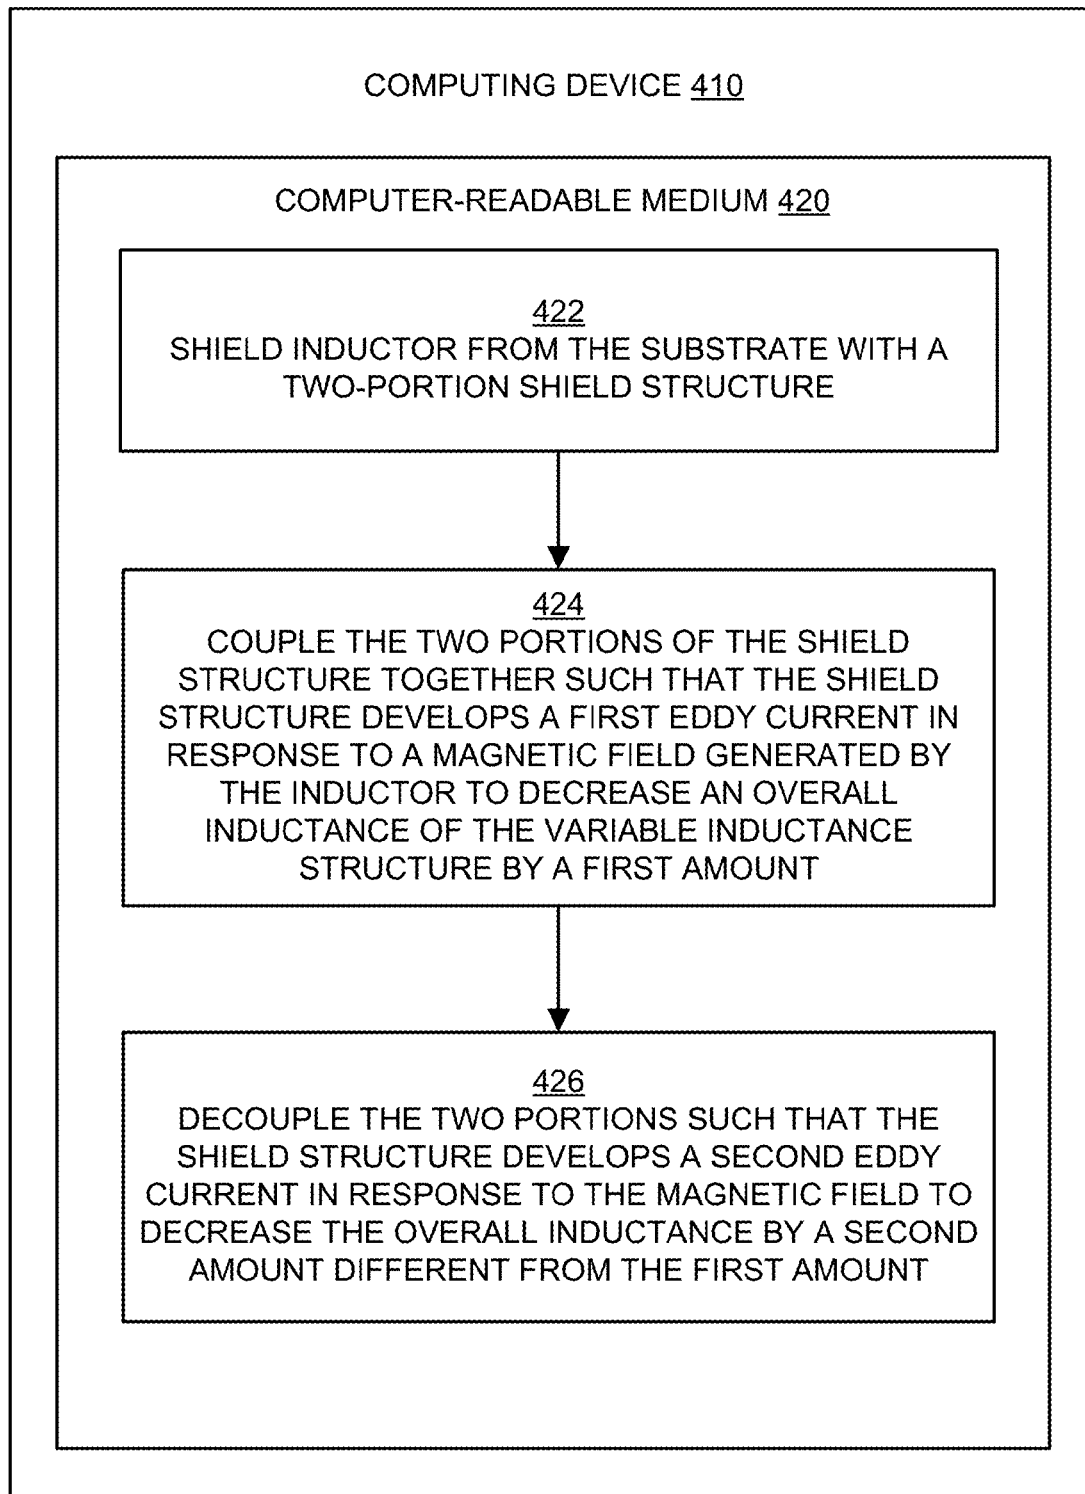 COMPUTING DEVICE 410
COMPUTER-READABLE MEDIUM 420
422
SHIELD INDUCTOR FROM THE SUBSTRATE WITH A
TWO-PORTION SHIELD STRUCTURE
424
COUPLE THE TWO PORTIONS OF THE SHIELD
STRUCTURE TOGETHER SUCH THAT THE SHIELD
STRUCTURE DEVELOPS A FIRST EDDY CURRENT IN
RESPONSE TO A MAGNETIC FIELD GENERATED BY
THE INDUCTOR TO DECREASE AN OVERALL
INDUCTANCE OF THE VARIABLE INDUCTANCE
STRUCTURE BY A FIRST AMOUNT
426
DECOUPLE THE TWO PORTIONS SUCH THAT THE
SHIELD STRUCTURE DEVELOPS A SECOND EDDY
CURRENT IN RESPONSE TO THE MAGNETIC FIELD TO
DECREASE THE OVERALL INDUCTANCE BY A SECOND
AMOUNT DIFFERENT FROM THE FIRST AMOUNT